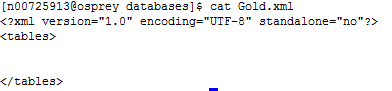 [n00725913@osprey databases]$ cat Gold.xml
<?xml version="1.0" encoding="UTF-8" standalone="no"?>
<tables>
</tables>